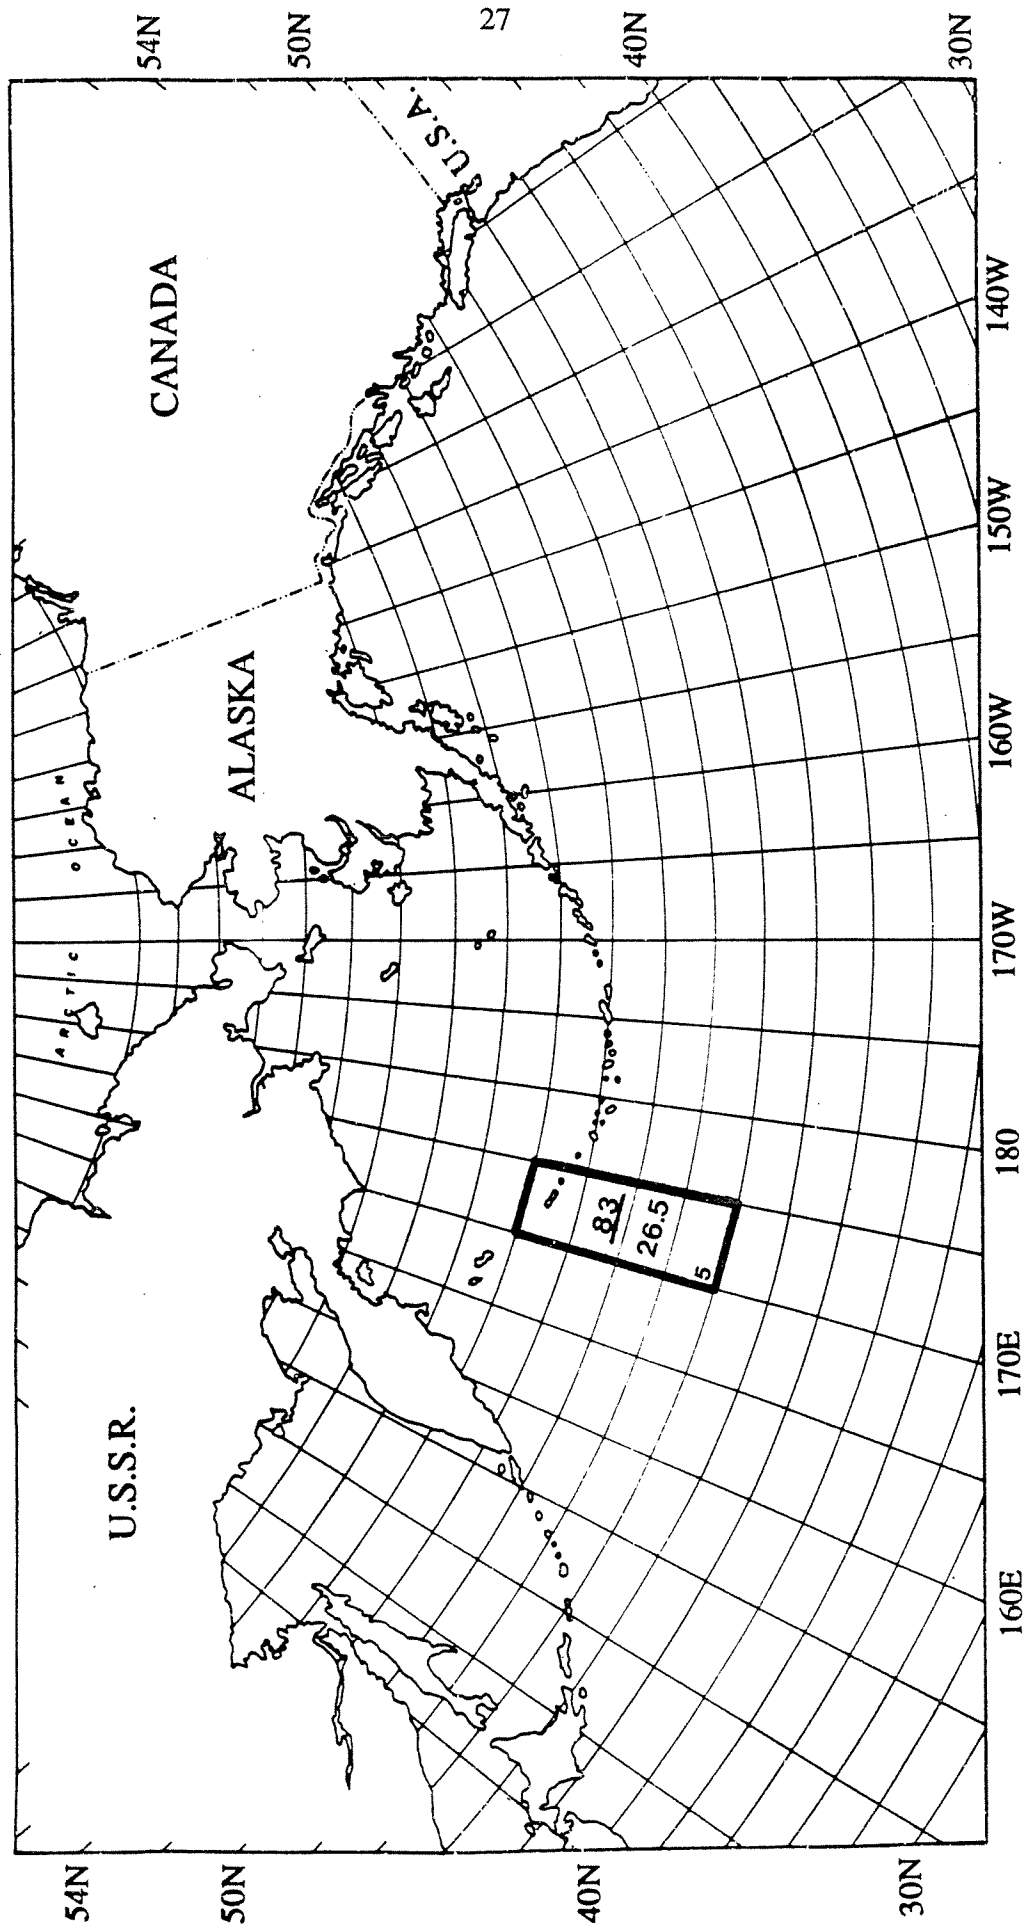 54N
50N
27
40N
30N
U.S.A.
CANADA
ARCTIC OCEAN
ALASKA
U.S.S.R.
83
26.5
5
140W
150W
160W
170W
180
170E
160E
54N
50N
40N
30N